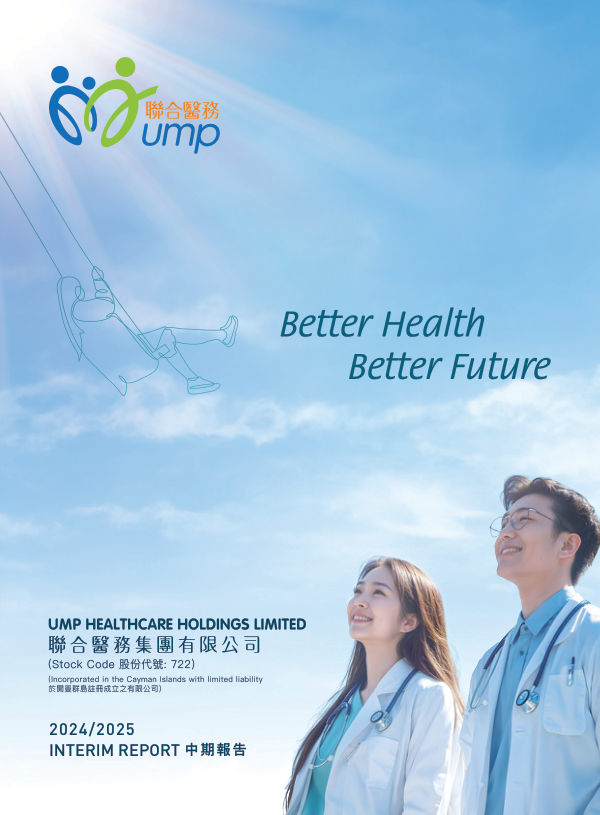 聯合醫務
ump
Better Health
Better Future
UMP HEALTHCARE HOLDINGS LIMITED
聯合醫務集團有限公司
(Stock Code 股份代號: 722)
(Incorporated in the Cayman Islands with limited liability
於開曼群島註冊成立之有限公司)
2024/2025
INTERIM REPORT 中期報告